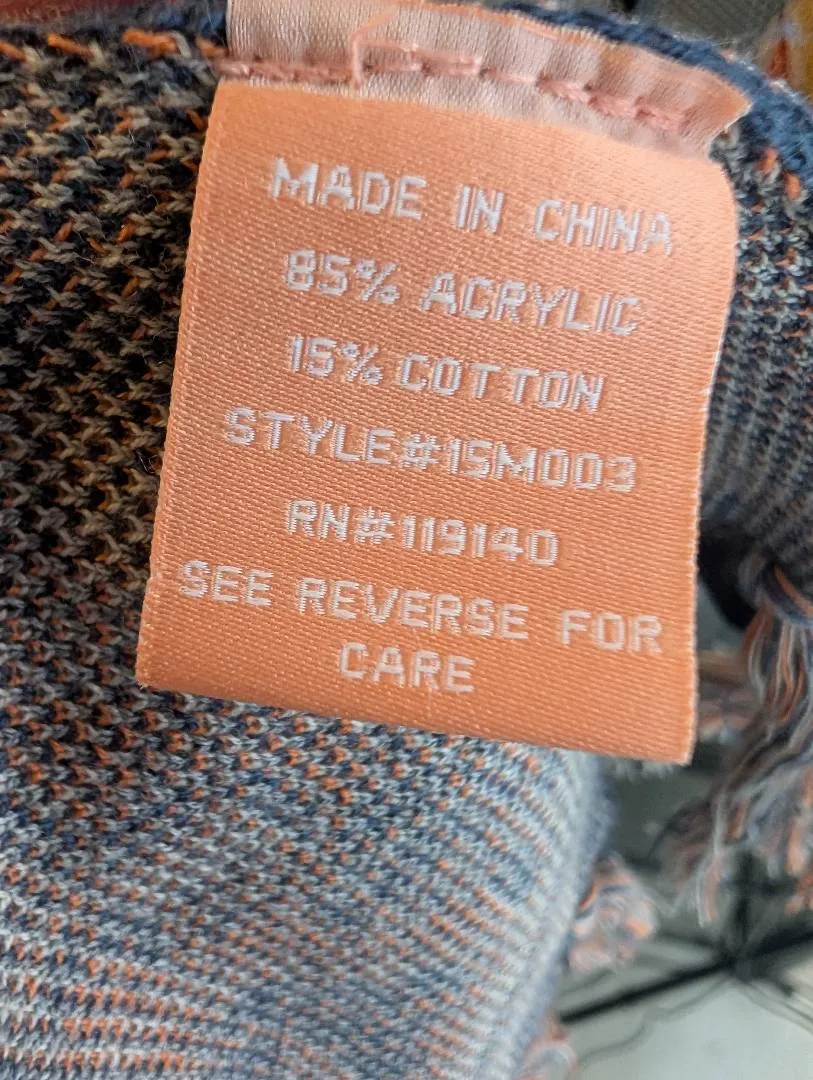 MADE IN CHINA
85% ACRYLIC
15% COTTON
STYLE#15M003
RN#119140
SEE REVERSE FOR
CARE